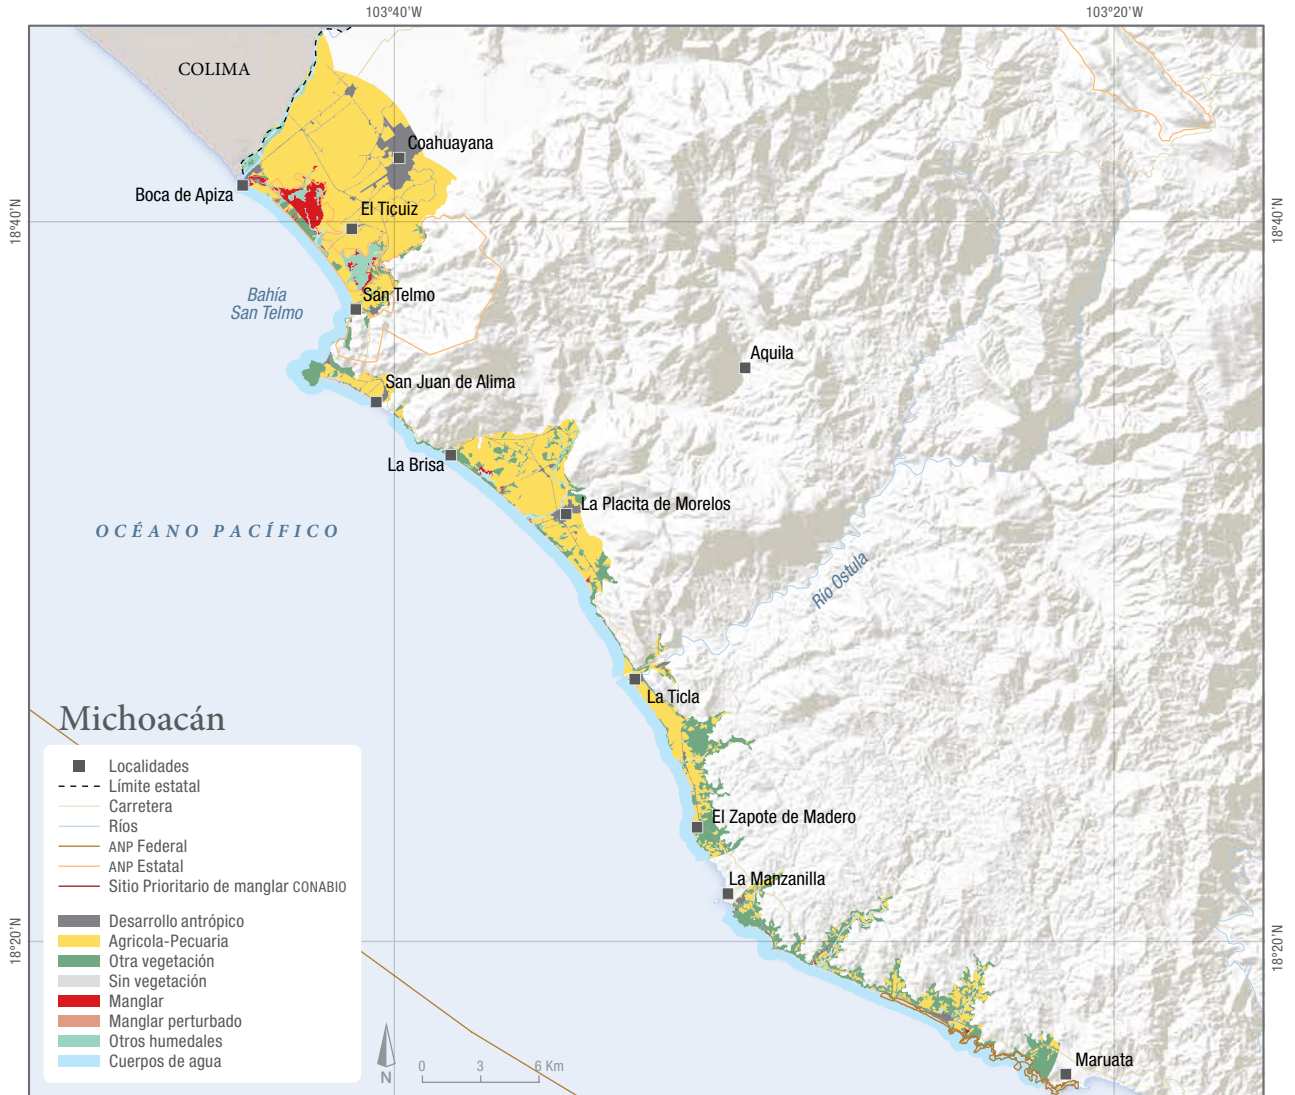 103°40'W
103°20'W
COLIMA
Coahuayana
Boca de Apiza
El Ticuiz
18°40'N
18°40'N
Bahía
San Telmo
San Telmo
Aquila
San Juan de Alima
La Brisa
La Placita de Morelos
OCÉANO PACÍFICO
Río Ostula
La Ticla
Michoacán
Localidades
Límite estatal
Carretera
Ríos
ANP Federal
ANP Estatal
Sitio Prioritario de manglar CONABIO
Desarrollo antrópico
Agricola-Pecuaria
Otra vegetación
Sin vegetación
Manglar
Manglar perturbado
Otros humedales
Cuerpos de agua
El Zapote de Madero
La Manzanilla
18°20'N
18°20'N
Maruata
N
0 3 6 Km